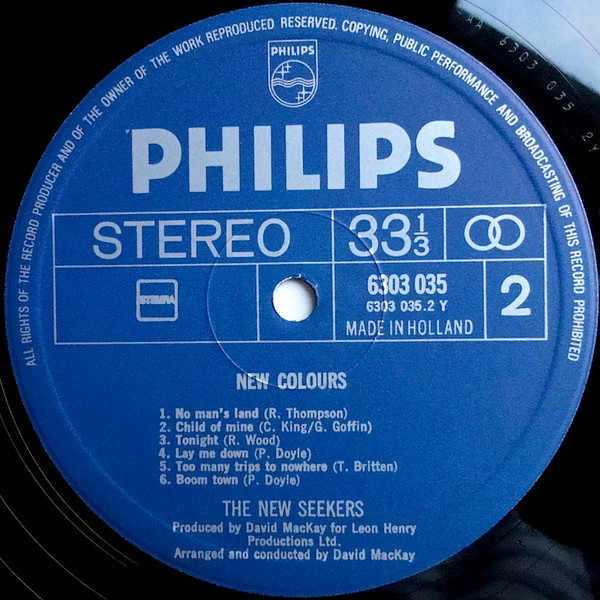 ALL RIGHTS OF THE RECORD PRODUCER AND OF THE OWNER OF THE WORK REPRODUCED RESERVED. COPYING, PUBLIC PERFORMANCE AND BROADCASTING OF THIS RECORD PROHIBITED
AA 6303 035 2Y
PHILIPS
PHILIPS
STEREO
33 1/3
STEMRA
6303 035
6303 035.2 Y
MADE IN HOLLAND
2
NEW COLOURS
1. No man's land (R. Thompson)
2. Child of mine (C. King/G. Goffin)
3. Tonight (R. Wood)
4. Lay me down (P. Doyle)
5. Too many trips to nowhere (T. Britten)
6. Boom town (P. Doyle)
THE NEW SEEKERS
Produced by David MacKay for Leon Henry
Productions Ltd.
Arranged and conducted by David MacKay